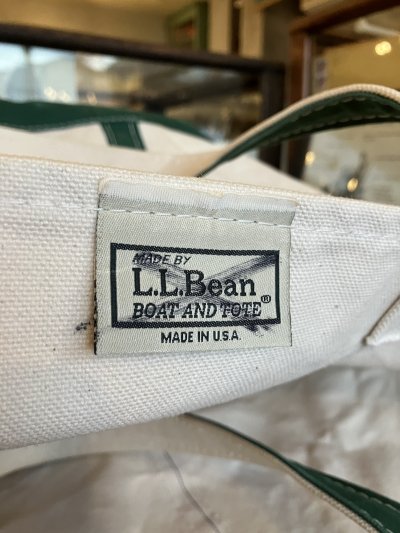 MADE BY
L.L.Bean
BOAT AND TOTE®
MADE IN U.S.A.